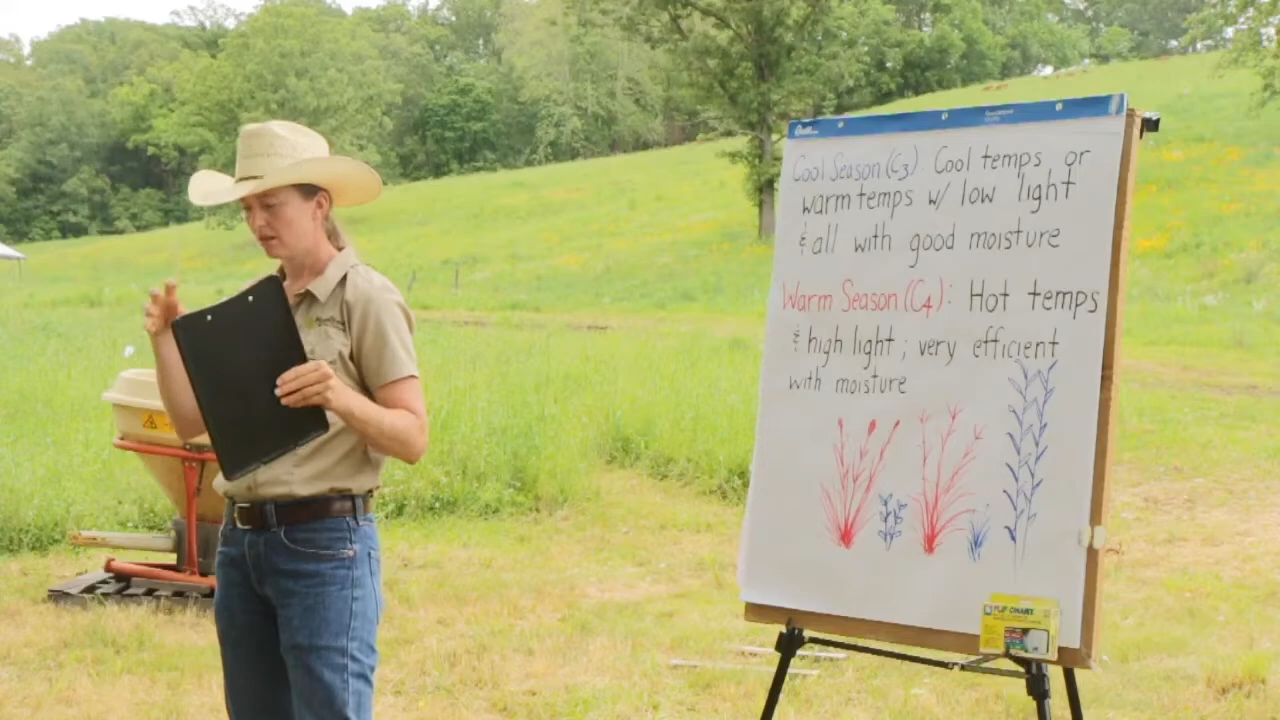 Cool Season (C3) Cool temps or
warm temps w/ low light
& all with good moisture
Warm Season (C4): Hot temps
& high light ; very efficient
with moisture
FLIP CHART